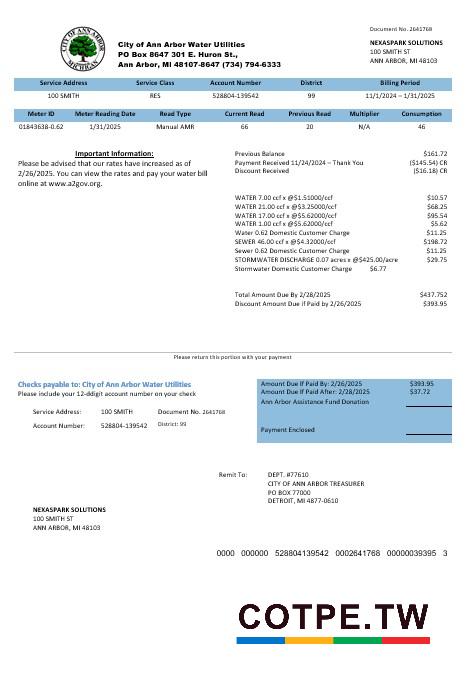 Document No. 2641768
CITY OF ANN ARBOR
MICHIGAN
City of Ann Arbor Water Utilities
PO Box 8647 301 E. Huron St.,
Ann Arbor, MI 48107-8647 (734) 794-6333
NEXASPARK SOLUTIONS
100 SMITH ST
ANN ARBOR, MI 48103
Service Address Service Class Account Number District Billing Period
100 SMITH RES 528804-139542 99 11/1/2024 – 1/31/2025
Meter ID Meter Reading Date Read Type Current Read Previous Read Multiplier Consumption
01843638-0.62 1/31/2025 Manual AMR 66 20 N/A 46
Important Information:
Please be advised that our rates have increased as of
2/26/2025. You can view the rates and pay your water bill
online at www.a2gov.org.
Previous Balance $161.72
Payment Received 11/24/2024 – Thank You ($145.54) CR
Discount Received ($16.18) CR
WATER 7.00 ccf x @$1.51000/ccf $10.57
WATER 21.00 ccf x @$3.25000/ccf $68.25
WATER 17.00 ccf x @$5.62000/ccf $95.54
WATER 1.00 ccf x @$5.62000/ccf $5.62
Water 0.62 Domestic Customer Charge $11.25
SEWER 46.00 ccf x @$4.32000/ccf $198.72
Sewer 0.62 Domestic Customer Charge $11.25
STORMWATER DISCHARGE 0.07 acres x @$425.00/acre $29.75
Stormwater Domestic Customer Charge $6.77
Total Amount Due By 2/28/2025 $437.752
Discount Amount Due if Paid by 2/26/2025 $393.95
Please return this portion with your payment
Checks payable to: City of Ann Arbor Water Utilities
Please include your 12-ddigit account number on your check
Service Address: 100 SMITH Document No. 2641768
Account Number: 528804-139542 District: 99
Amount Due If Paid By: 2/26/2025 $393.95
Amount Due If Paid After: 2/28/2025 $37.72
Ann Arbor Assistance Fund Donation
Payment Enclosed
Remit To: DEPT. #77610
CITY OF ANN ARBOR TREASURER
PO BOX 77000
DETROIT, MI 4877-0610
NEXASPARK SOLUTIONS
100 SMITH ST
ANN ARBOR, MI 48103
0000 000000 528804139542 0002641768 00000039395 3
COTPE.TW